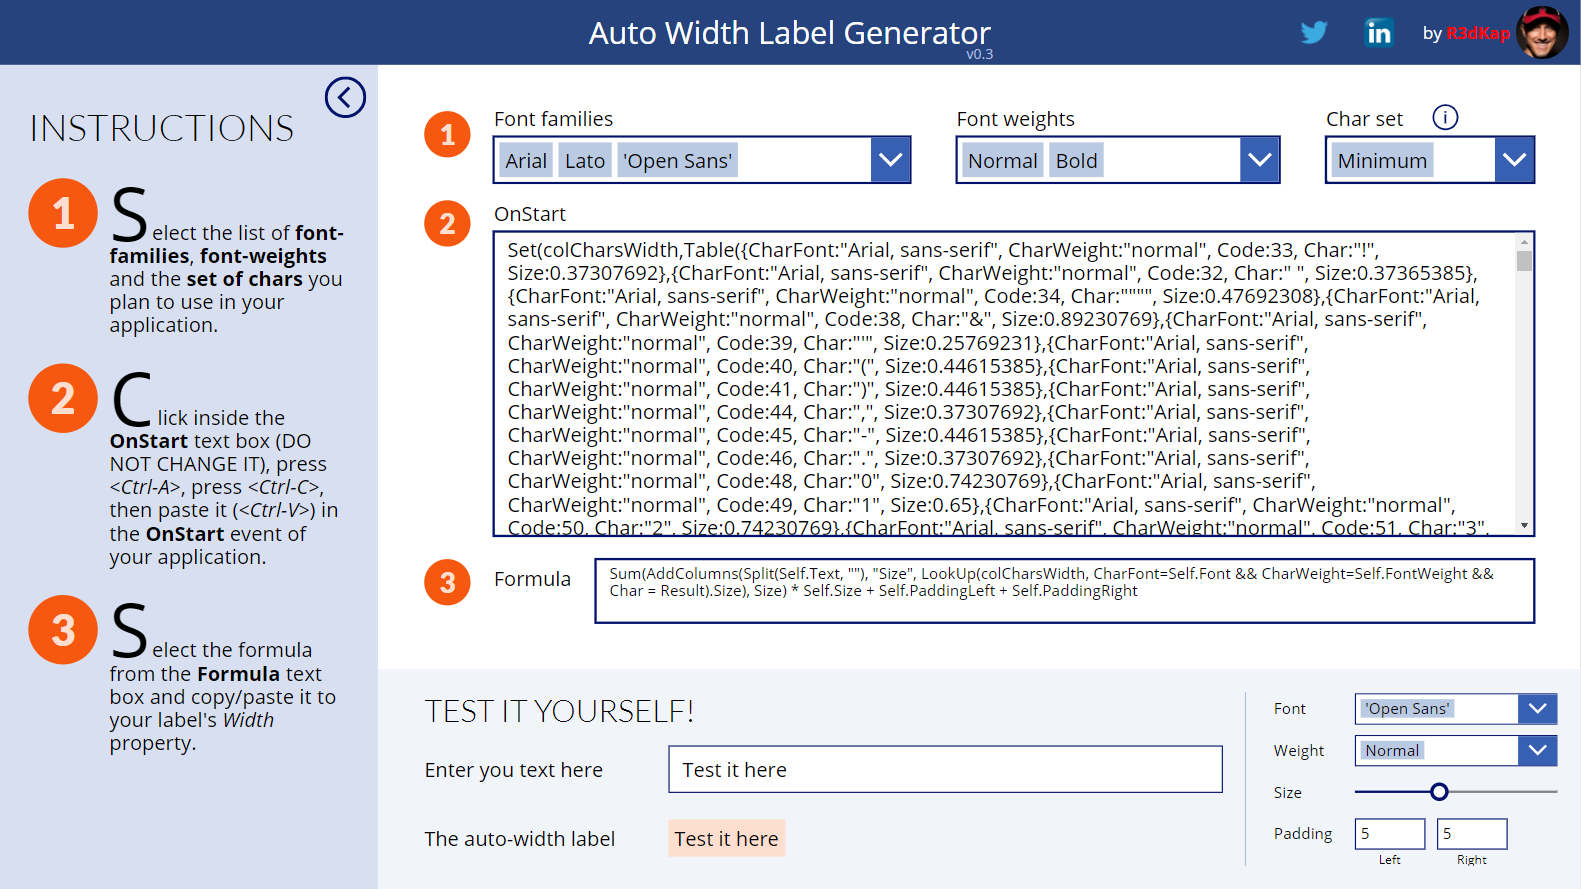 Auto Width Label Generator
v0.3
in
by R3dKap
INSTRUCTIONS
1
Select the list of font-
families, font-weights
and the set of chars you
plan to use in your
application.
2
Click inside the
OnStart text box (DO
NOT CHANGE IT), press
<Ctrl-A>, press <Ctrl-C>,
then paste it (<Ctrl-V>) in
the OnStart event of
your application.
3
Select the formula
from the Formula text
box and copy/paste it to
your label's Width
property.
1
Font families
Arial Lato 'Open Sans'
Font weights
Normal Bold
Char set i
Minimum
2
OnStart
Set(colCharsWidth,Table({CharFont:"Arial, sans-serif", CharWeight:"normal", Code:33, Char:"!",
Size:0.37307692},{CharFont:"Arial, sans-serif", CharWeight:"normal", Code:32, Char:" ", Size:0.37365385},
{CharFont:"Arial, sans-serif", CharWeight:"normal", Code:34, Char:"""", Size:0.47692308},{CharFont:"Arial,
sans-serif", CharWeight:"normal", Code:38, Char:"&", Size:0.89230769},{CharFont:"Arial, sans-serif",
CharWeight:"normal", Code:39, Char:"'", Size:0.25769231},{CharFont:"Arial, sans-serif",
CharWeight:"normal", Code:40, Char:"(", Size:0.44615385},{CharFont:"Arial, sans-serif",
CharWeight:"normal", Code:41, Char:")", Size:0.44615385},{CharFont:"Arial, sans-serif",
CharWeight:"normal", Code:44, Char:",", Size:0.37307692},{CharFont:"Arial, sans-serif",
CharWeight:"normal", Code:45, Char:"-", Size:0.44615385},{CharFont:"Arial, sans-serif",
CharWeight:"normal", Code:46, Char:".", Size:0.37307692},{CharFont:"Arial, sans-serif",
CharWeight:"normal", Code:48, Char:"0", Size:0.74230769},{CharFont:"Arial, sans-serif",
CharWeight:"normal", Code:49, Char:"1", Size:0.65},{CharFont:"Arial, sans-serif", CharWeight:"normal",
Code:50, Char:"2", Size:0.74230769},{CharFont:"Arial, sans-serif", CharWeight:"normal", Code:51, Char:"3",
3
Formula
Sum(AddColumns(Split(Self.Text, ""), "Size", LookUp(colCharsWidth, CharFont=Self.Font && CharWeight=Self.FontWeight &&
Char = Result).Size), Size) * Self.Size + Self.PaddingLeft + Self.PaddingRight
TEST IT YOURSELF!
Enter you text here
Test it here
The auto-width label
Test it here
Font
'Open Sans'
Weight
Normal
Size
Padding
5 5
Left Right